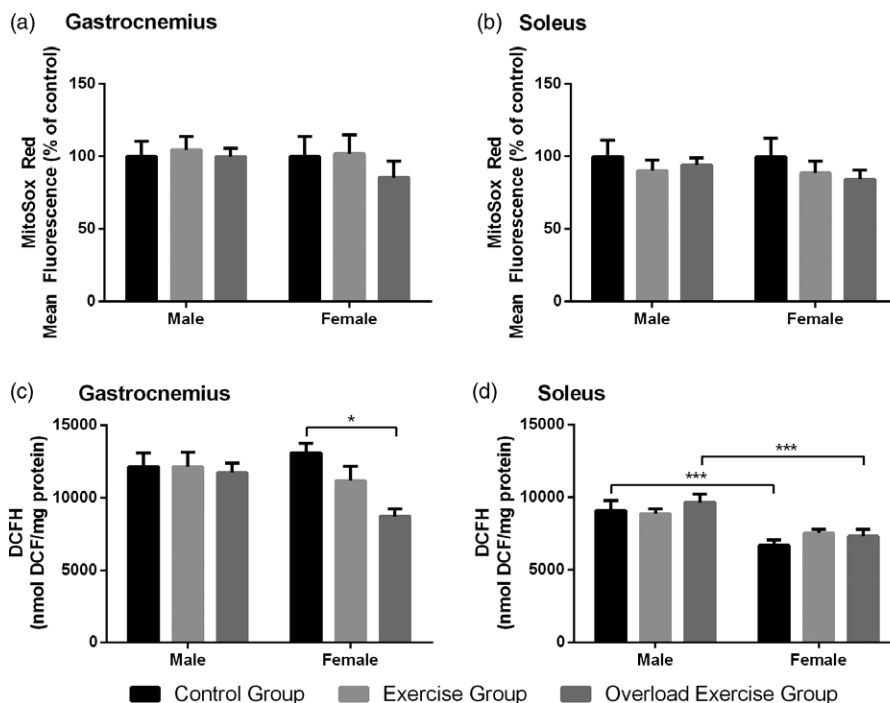 (a) Gastrocnemius
MitoSox Red
Mean Fluorescence (% of control)
150
100
50
0
Male Female
(b) Soleus
MitoSox Red
Mean Fluorescence (% of control)
150
100
50
0
Male Female
(c) Gastrocnemius
DCFH
(nmol DCF/mg protein)
15000
10000
5000
0
*
Male Female
(d) Soleus
DCFH
(nmol DCF/mg protein)
15000
10000
5000
0
***
***
Male Female
Control Group Exercise Group Overload Exercise Group